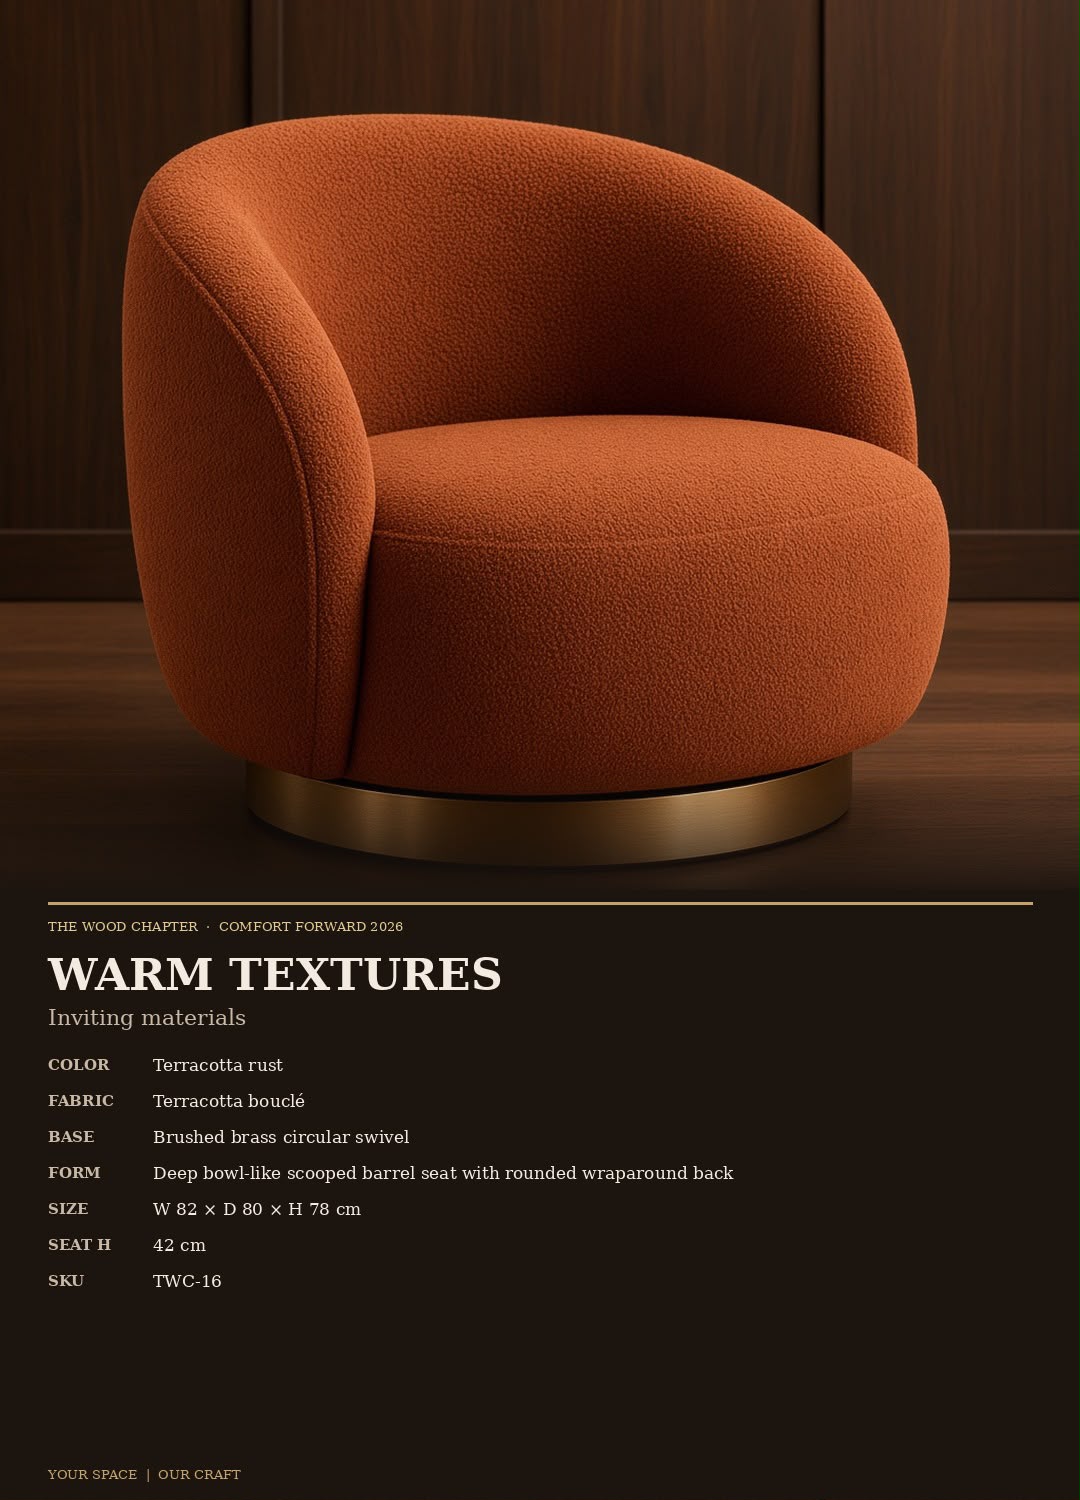 THE WOOD CHAPTER · COMFORT FORWARD 2026
WARM TEXTURES
Inviting materials
COLOR Terracotta rust
FABRIC Terracotta bouclé
BASE Brushed brass circular swivel
FORM Deep bowl-like scooped barrel seat with rounded wraparound back
SIZE W 82 × D 80 × H 78 cm
SEAT H 42 cm
SKU TWC-16
YOUR SPACE | OUR CRAFT